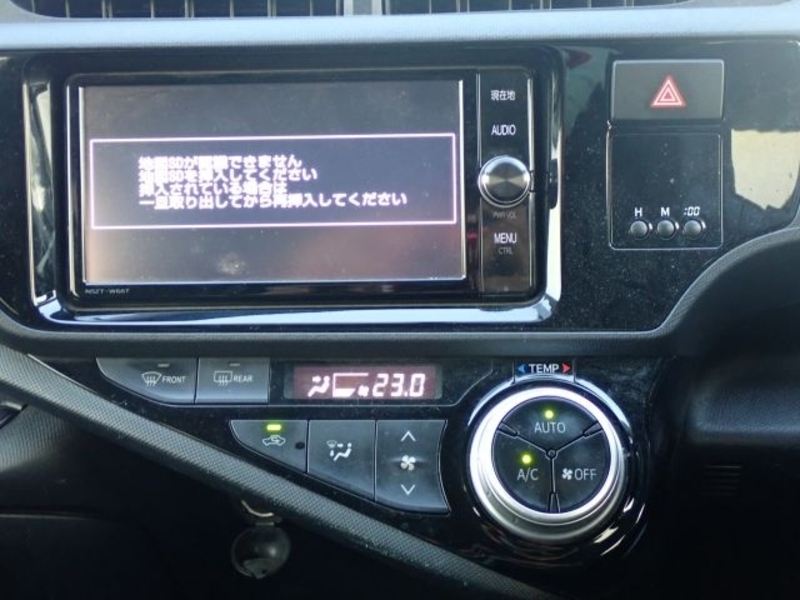 地図SDが認識できません
地図SDを挿入してください
挿入されている場合は
一旦取り出してから再挿入してください
現在地
AUDIO
PWR VOL
MENU
CTRL
NSZT-W66T
H M :00
FRONT
REAR
23.0
TEMP
AUTO
A/C
OFF